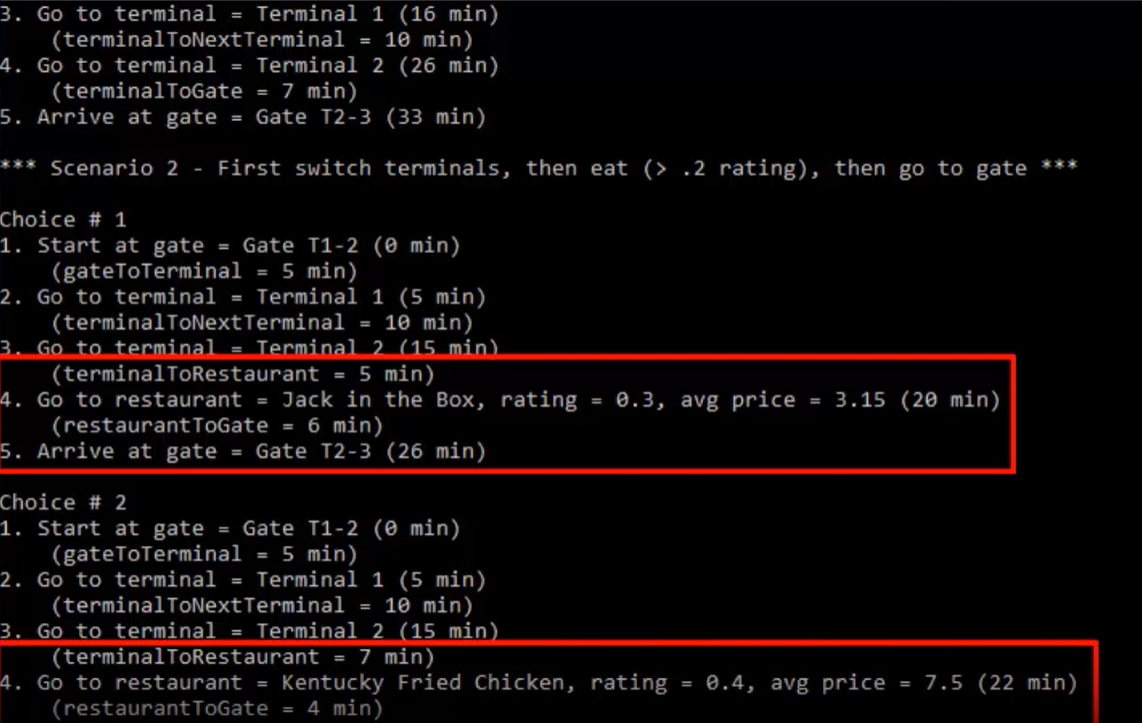 3. Go to terminal = Terminal 1 (16 min)
(terminalToNextTerminal = 10 min)
4. Go to terminal = Terminal 2 (26 min)
(terminalToGate = 7 min)
5. Arrive at gate = Gate T2-3 (33 min)
*** Scenario 2 - First switch terminals, then eat (> .2 rating), then go to gate ***
Choice # 1
1. Start at gate = Gate T1-2 (0 min)
(gateToTerminal = 5 min)
2. Go to terminal = Terminal 1 (5 min)
(terminalToNextTerminal = 10 min)
3. Go to terminal = Terminal 2 (15 min)
(terminalToRestaurant = 5 min)
4. Go to restaurant = Jack in the Box, rating = 0.3, avg price = 3.15 (20 min)
(restaurantToGate = 6 min)
5. Arrive at gate = Gate T2-3 (26 min)
Choice # 2
1. Start at gate = Gate T1-2 (0 min)
(gateToTerminal = 5 min)
2. Go to terminal = Terminal 1 (5 min)
(terminalToNextTerminal = 10 min)
3. Go to terminal = Terminal 2 (15 min)
(terminalToRestaurant = 7 min)
4. Go to restaurant = Kentucky Fried Chicken, rating = 0.4, avg price = 7.5 (22 min)
(restaurantToGate = 4 min)